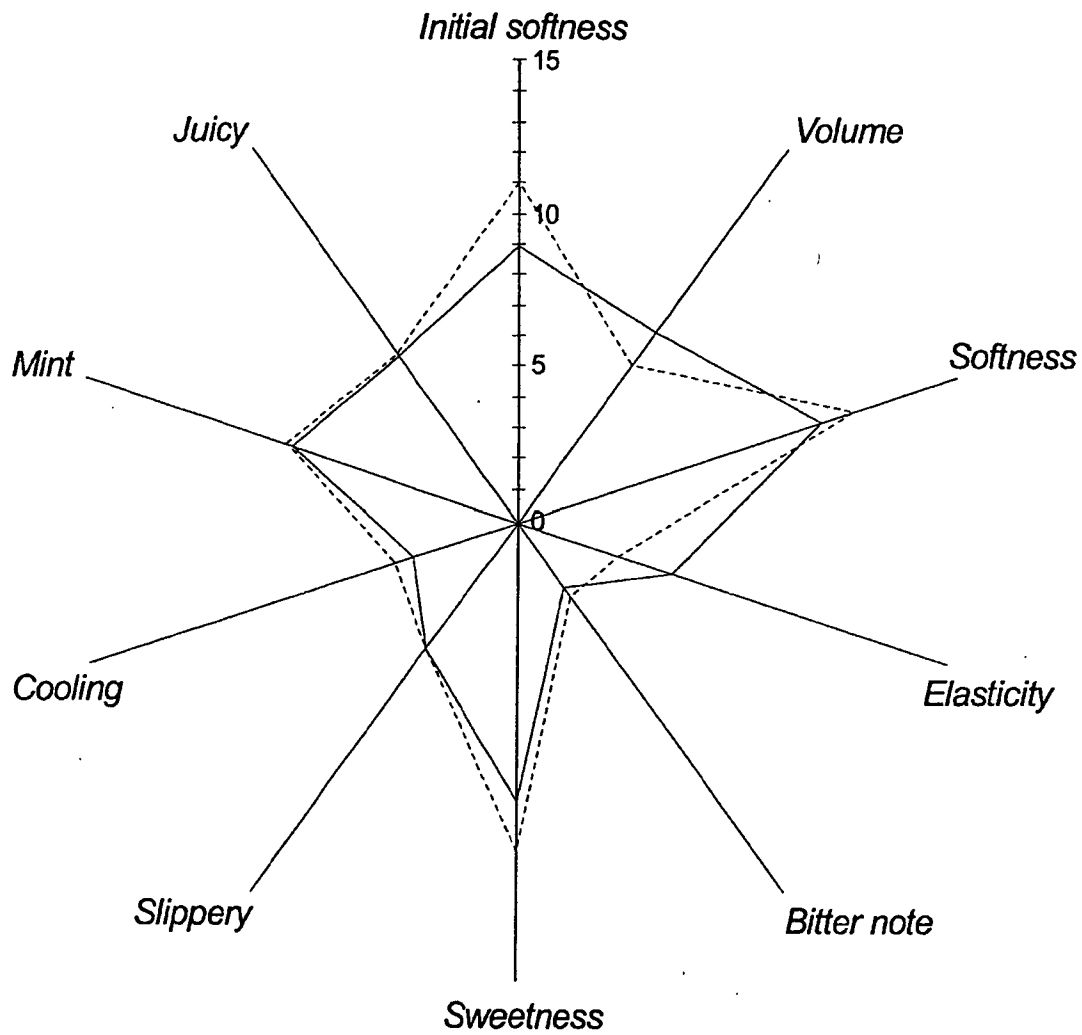 Initial softness
15
Juicy
Volume
10
Mint
Softness
5
0
Cooling
Elasticity
Slippery
Bitter note
Sweetness